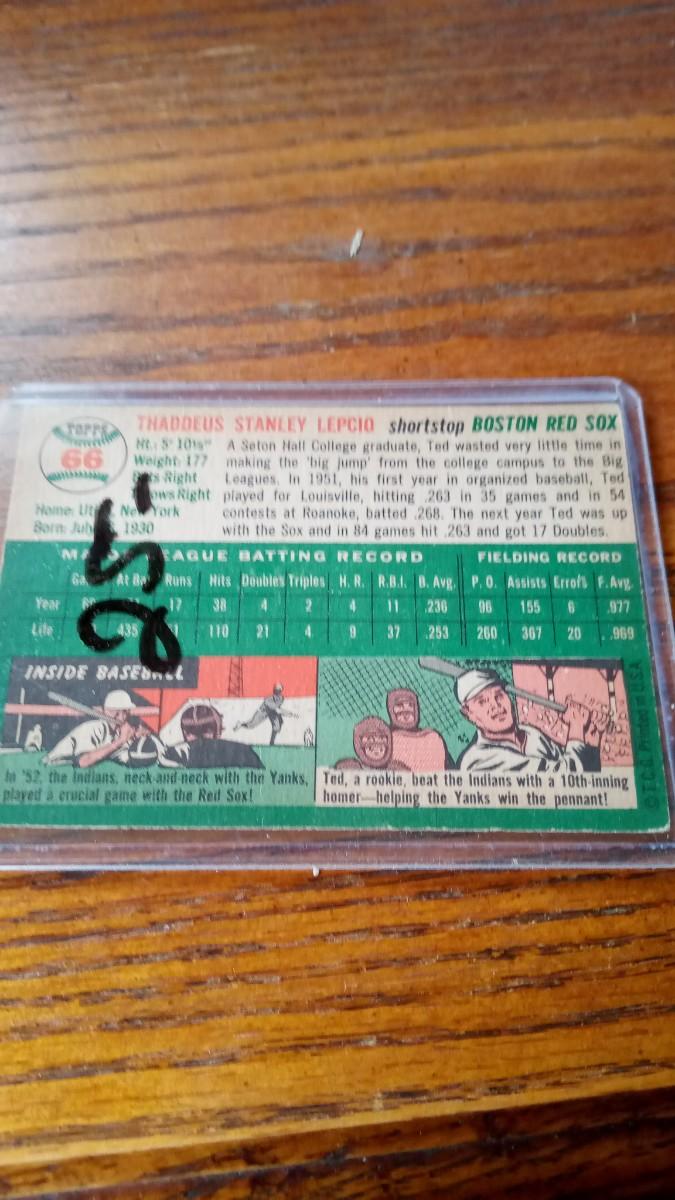 TOPPS
66
THADDEUS STANLEY LEPCIO shortstop BOSTON RED SOX
Ht.: 5' 10½"
Weight: 177
Right
Right
Home: New York
Born: 1930
A Seton Hall College graduate, Ted wasted very little time in
making the 'big jump' from the college campus to the Big
Leagues. In 1951, his first year in organized baseball, Ted
played for Louisville, hitting .263 in 35 games and in 54
contests at Roanoke, batted .268. The next year Ted was up
with the Sox and in 84 games hit .263 and got 17 Doubles.
LEAGUE BATTING RECORD FIELDING RECORD
At Runs Hits Doubles Triples H. R. R.B.I. B. Avg. P. O. Assists Errors F. Avg.
Year 17 38 4 2 4 11 .236 96 155 6 .977
Life 435 110 21 4 9 37 .253 260 367 20 .969
25.-
INSIDE BASEBALL
In '52, the Indians, neck-and-neck with the Yanks,
played a crucial game with the Red Sox!
Ted, a rookie, beat the Indians with a 10th-inning
homer—helping the Yanks win the pennant!
© T.C.G. Printed in U.S.A.